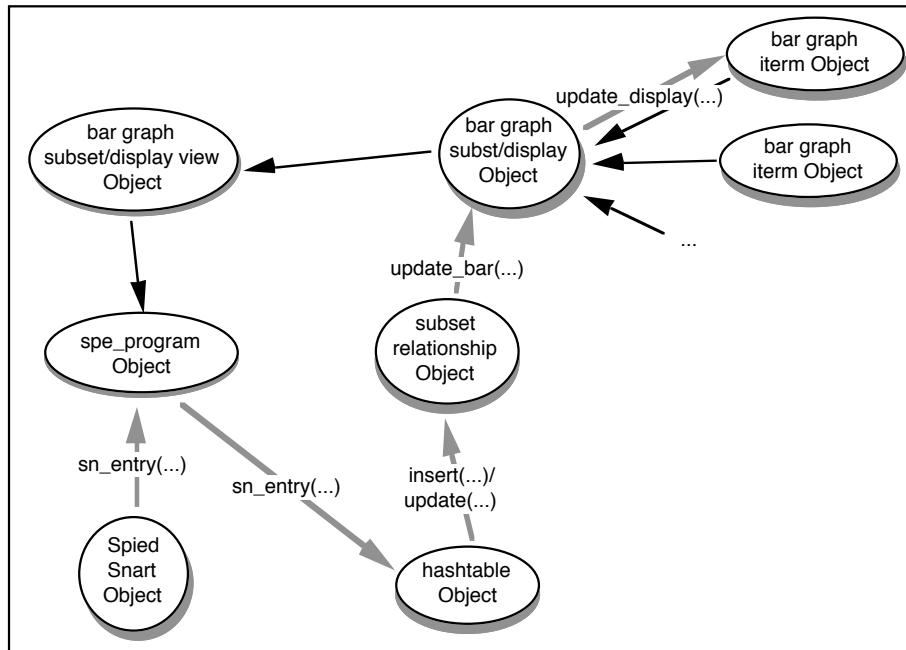 bar graph
iterm Object
update_display(...)
bar graph
subset/display view
Object
bar graph
subst/display
Object
bar graph
iterm Object
...
update_bar(...)
spe_program
Object
subset
relationship
Object
sn_entry(...)
sn_entry(...)
insert(...)/
update(...)
Spied
Snart
Object
hashtable
Object